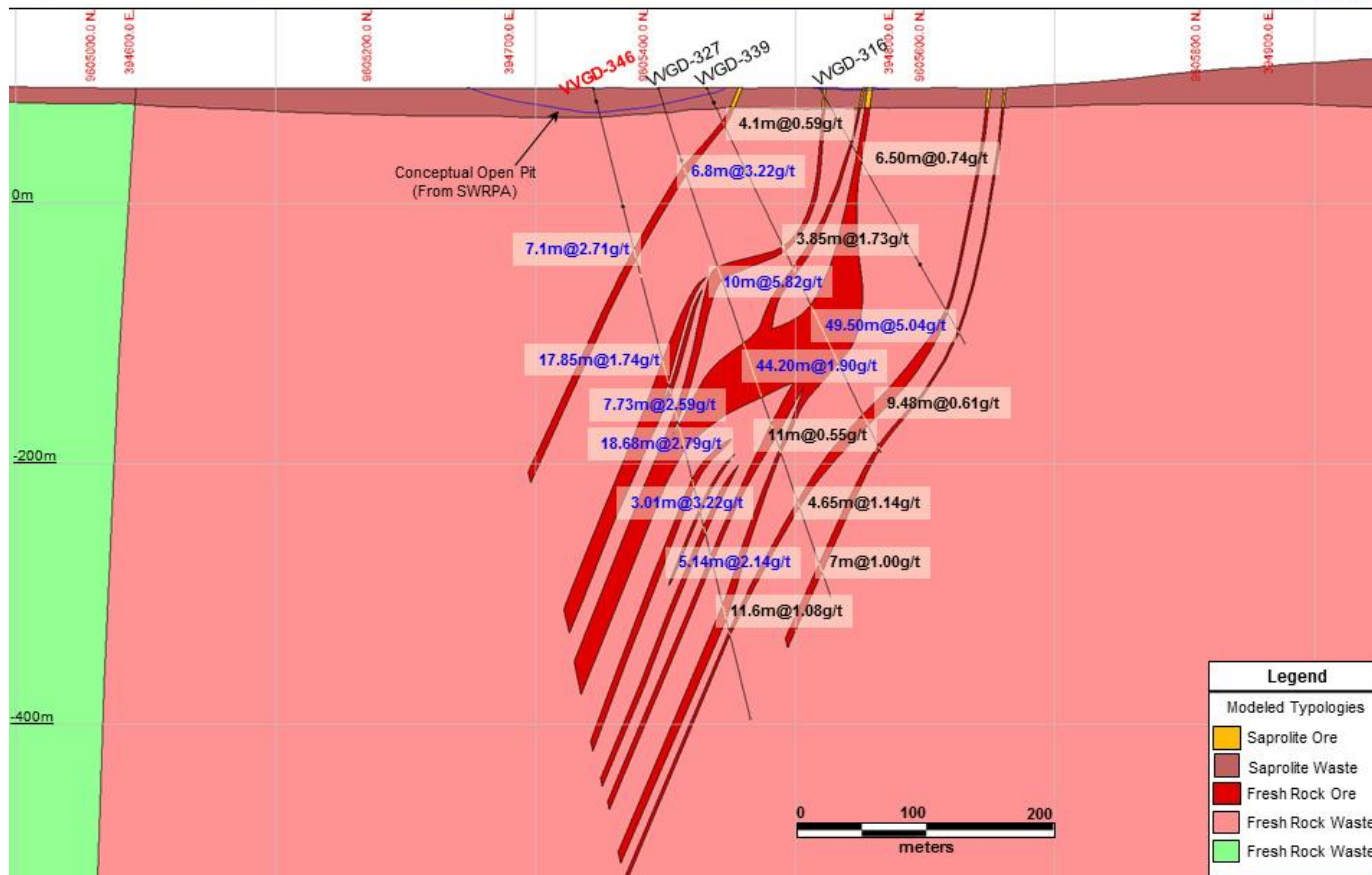 9605000.0 N
394600.0 E
9605200.0 N
394700.0 E
9605400.0 N
394800.0 E
9605600.0 N
9605800.0 N
394900.0 E
VVGD-346
VVGD-327
VVGD-339
VVGD-316
4.1m@0.59g/t
6.8m@3.22g/t
6.50m@0.74g/t
Conceptual Open Pit
(From SWRPA)
0m
7.1m@2.71g/t
3.85m@1.73g/t
10m@5.82g/t
49.50m@5.04g/t
17.85m@1.74g/t
44.20m@1.90g/t
7.73m@2.59g/t
9.48m@0.61g/t
18.68m@2.79g/t
11m@0.55g/t
-200m
3.01m@3.22g/t
4.65m@1.14g/t
5.14m@2.14g/t
7m@1.00g/t
11.6m@1.08g/t
-400m
0 100 200
meters
Legend
Modeled Typologies
Saprolite Ore
Saprolite Waste
Fresh Rock Ore
Fresh Rock Waste
Fresh Rock Waste